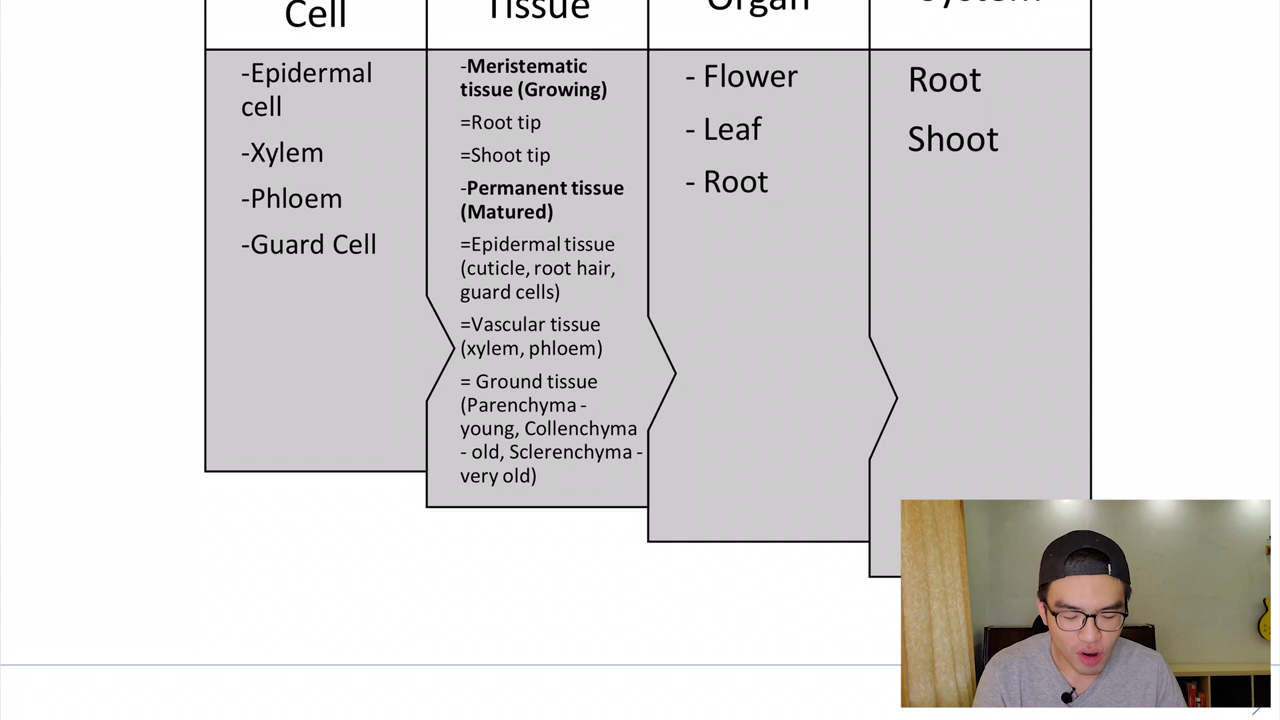 Cell
Tissue
Organ
System
-Epidermal
cell
-Xylem
-Phloem
-Guard Cell
-Meristematic
tissue (Growing)
=Root tip
=Shoot tip
-Permanent tissue
(Matured)
=Epidermal tissue
(cuticle, root hair,
guard cells)
=Vascular tissue
(xylem, phloem)
= Ground tissue
(Parenchyma -
young, Collenchyma
- old, Sclerenchyma -
very old)
- Flower
- Leaf
- Root
Root
Shoot